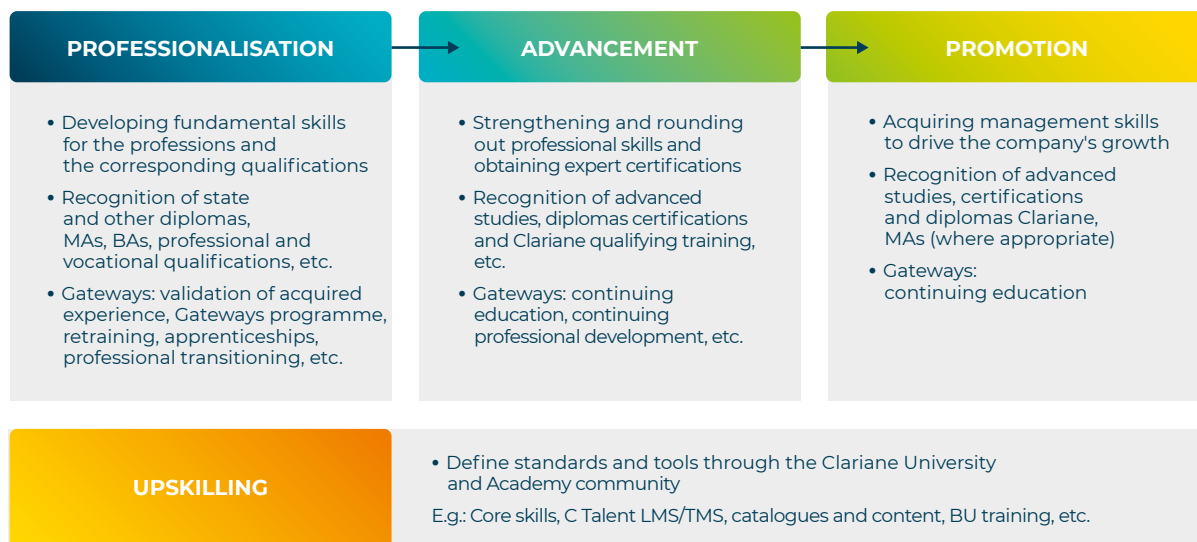 PROFESSIONALISATION
• Developing fundamental skills
for the professions and
the corresponding qualifications
• Recognition of state
and other diplomas,
MAs, BAs, professional and
vocational qualifications, etc.
• Gateways: validation of acquired
experience, Gateways programme,
retraining, apprenticeships,
professional transitioning, etc.
ADVANCEMENT
• Strengthening and rounding
out professional skills and
obtaining expert certifications
• Recognition of advanced
studies, diplomas certifications
and Clariane qualifying training,
etc.
• Gateways: continuing
education, continuing
professional development, etc.
PROMOTION
• Acquiring management skills
to drive the company's growth
• Recognition of advanced
studies, certifications
and diplomas Clariane,
MAs (where appropriate)
• Gateways:
continuing education
UPSKILLING
• Define standards and tools through the Clariane University
and Academy community
E.g.: Core skills, C Talent LMS/TMS, catalogues and content, BU training, etc.